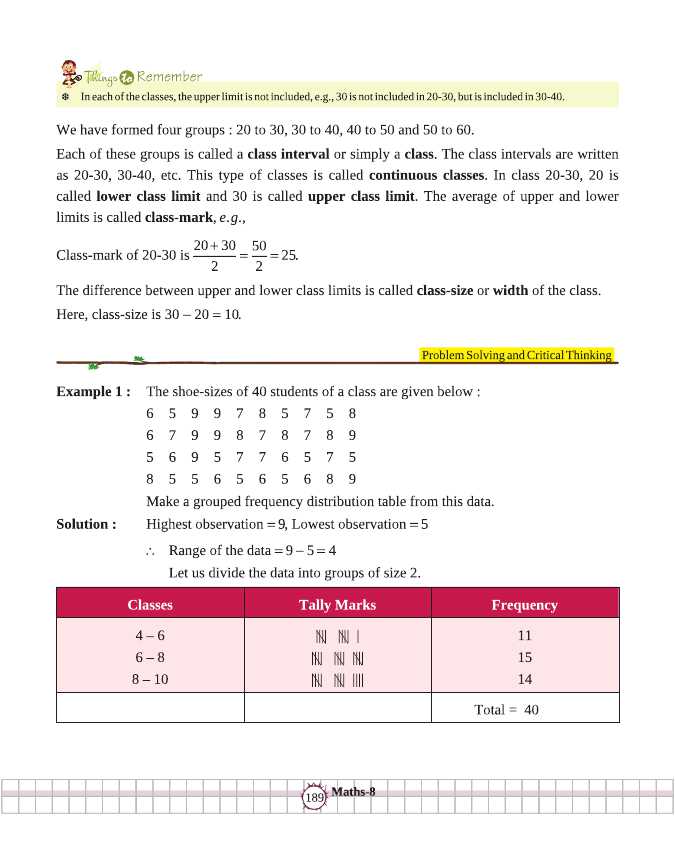 Things to Remember
❆ In each of the classes, the upper limit is not included, e.g., 30 is not included in 20-30, but is included in 30-40.
We have formed four groups : 20 to 30, 30 to 40, 40 to 50 and 50 to 60.
Each of these groups is called a class interval or simply a class. The class intervals are written
as 20-30, 30-40, etc. This type of classes is called continuous classes. In class 20-30, 20 is
called lower class limit and 30 is called upper class limit. The average of upper and lower
limits is called class-mark, e.g.,
Class-mark of 20-30 is (20 + 30)/2 = 50/2 = 25.
The difference between upper and lower class limits is called class-size or width of the class.
Here, class-size is 30 – 20 = 10.
Problem Solving and Critical Thinking
Example 1 : The shoe-sizes of 40 students of a class are given below :
6 5 9 9 7 8 5 7 5 8
6 7 9 9 8 7 8 7 8 9
5 6 9 5 7 7 6 5 7 5
8 5 5 6 5 6 5 6 8 9
Make a grouped frequency distribution table from this data.
Solution : Highest observation = 9, Lowest observation = 5
∴ Range of the data = 9 – 5 = 4
Let us divide the data into groups of size 2.
Classes Tally Marks Frequency
4 – 6 𝍸 𝍸 | 11
6 – 8 𝍸 𝍸 𝍸 15
8 – 10 𝍸 𝍸 |||| 14
Total = 40
189 Maths-8